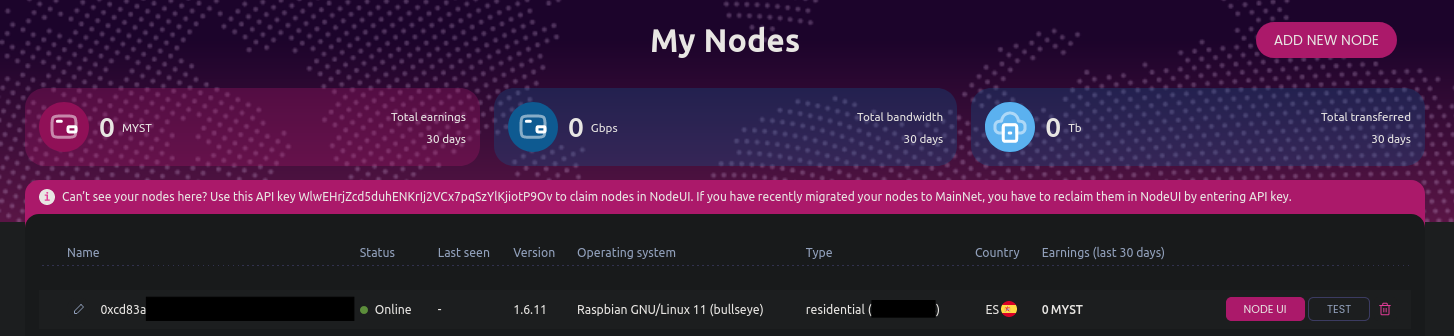 My Nodes
ADD NEW NODE
0 MYST
Total earnings
30 days
0 Gbps
Total bandwidth
30 days
0 Tb
Total transferred
30 days
Can't see your nodes here? Use this API key WlwEHrjZcd5duhENKrIj2VCx7pqSzYlKjiotP9Ov to claim nodes in NodeUI. If you have recently migrated your nodes to MainNet, you have to reclaim them in NodeUI by entering API key.
Name Status Last seen Version Operating system Type Country Earnings (last 30 days)
0xcd83a Online - 1.6.11 Raspbian GNU/Linux 11 (bullseye) residential ( ) ES 0 MYST NODE UI TEST